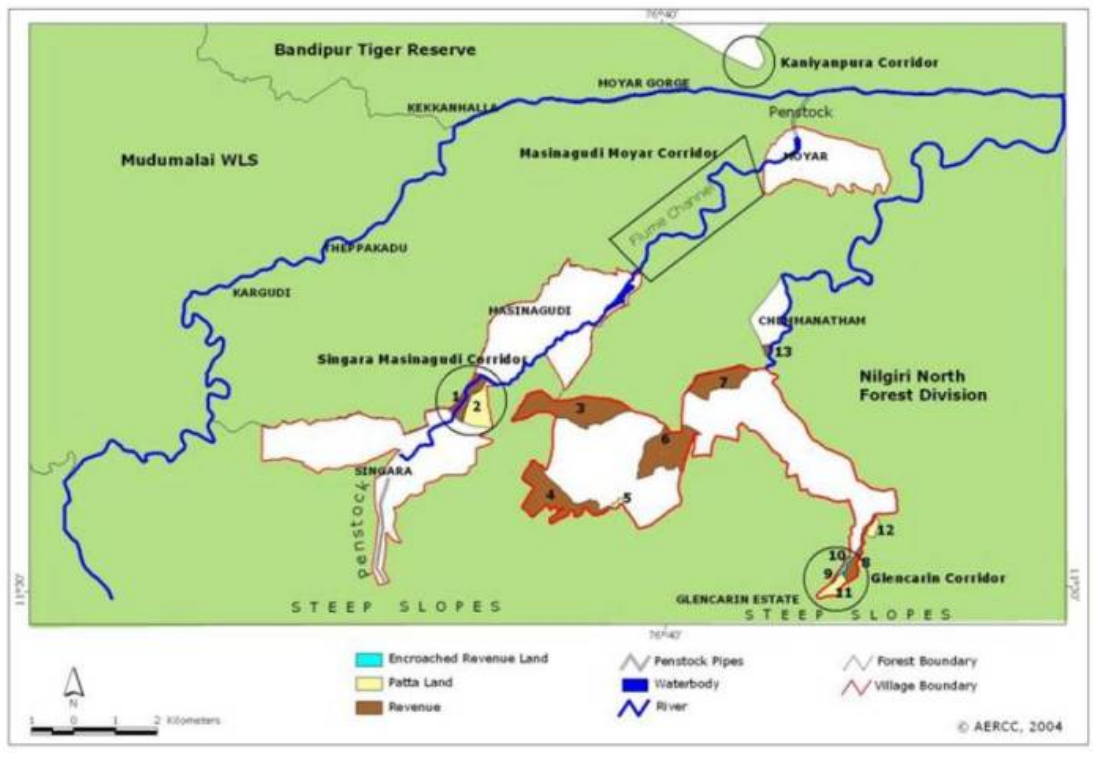 76°40'
Bandipur Tiger Reserve
Kaniyanpura Corridor
MOYAR GORGE
KEKKANHALLA
Penstock
Mudumalai WLS
Masinagudi Moyar Corridor
MOYAR
Flume Channel
THEPPAKADU
KARGUDI
MASINAGUDI
CHEMMANATHAM
13
Singara Masinagudi Corridor
Nilgiri North
Forest Division
7
1
2
3
6
SINGARA
penstock
4
5
12
10
8
9
Glencarin Corridor
11
11°30'
11°30'
GLENCARIN ESTATE
STEEP SLOPES
STEEP SLOPES
76°40'
Encroached Revenue Land
Patta Land
Revenue
Penstock Pipes
Waterbody
River
Forest Boundary
Village Boundary
N
1 0 1 2 Kilometers
© AERCC, 2004